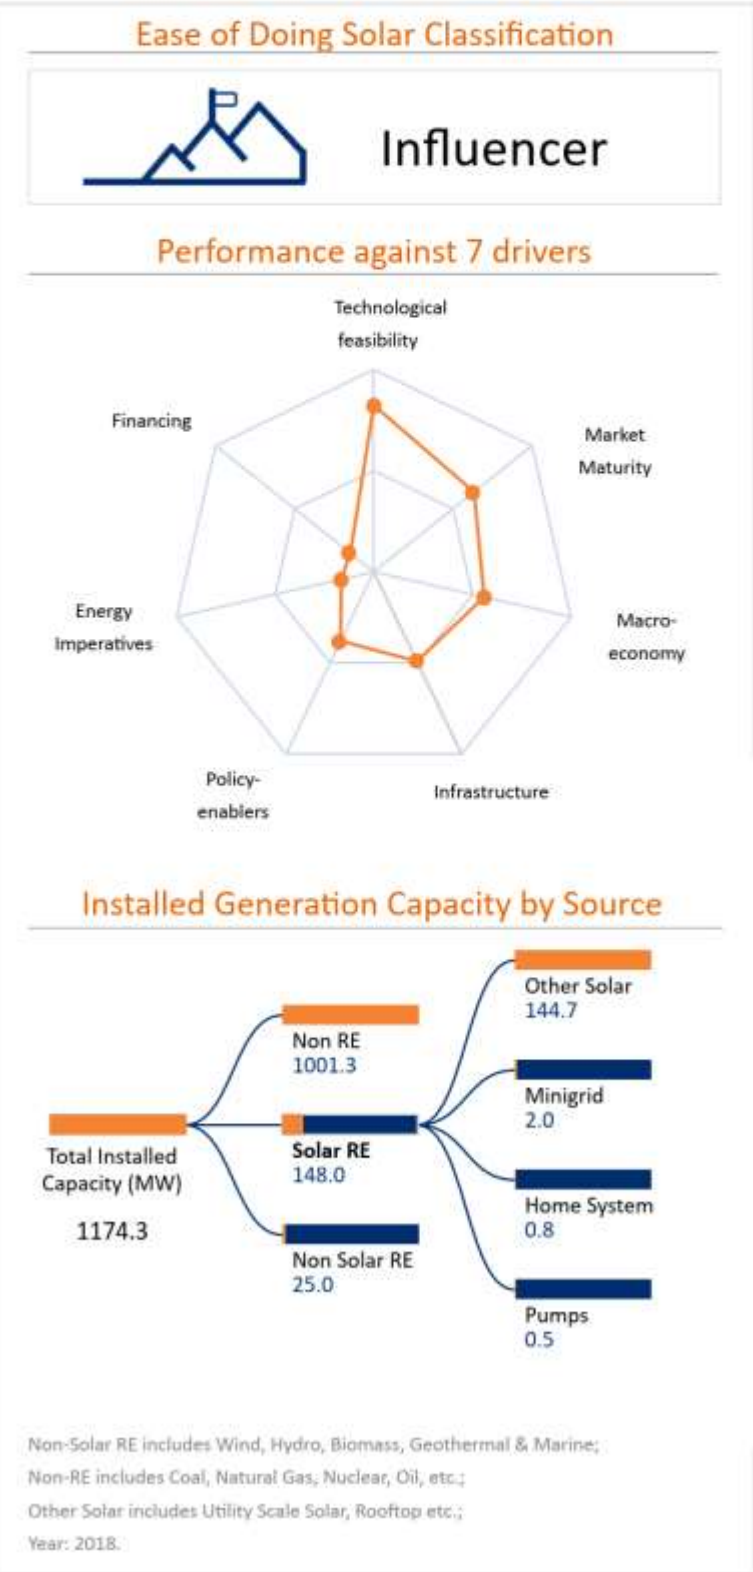 Ease of Doing Solar Classification
Influencer
Performance against 7 drivers
Technological
feasibility
Financing
Market
Maturity
Energy
Imperatives
Macro-
economy
Policy-
enablers
Infrastructure
Installed Generation Capacity by Source
Other Solar
144.7
Non RE
1001.3
Minigrid
2.0
Total Installed
Capacity (MW)
1174.3
Solar RE
148.0
Home System
0.8
Non Solar RE
25.0
Pumps
0.5
Non-Solar RE includes Wind, Hydro, Biomass, Geothermal & Marine;
Non-RE includes Coal, Natural Gas, Nuclear, Oil, etc.;
Other Solar includes Utility Scale Solar, Rooftop etc.;
Year: 2018.